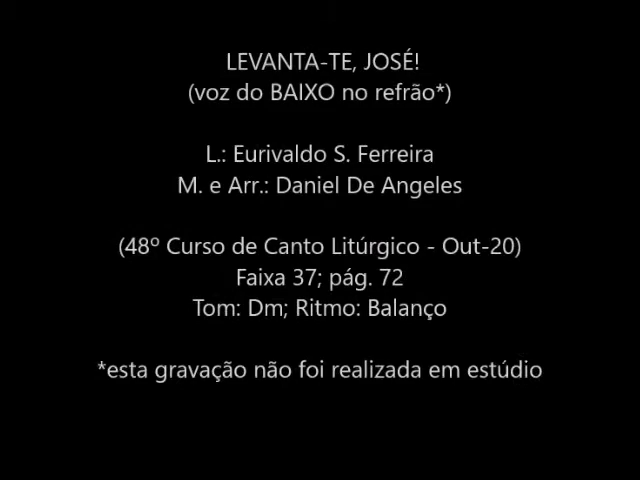 LEVANTA-TE, JOSÉ!
(voz do BAIXO no refrão*)
L.: Eurivaldo S. Ferreira
M. e Arr.: Daniel De Angeles
(48º Curso de Canto Litúrgico - Out-20)
Faixa 37; pág. 72
Tom: Dm; Ritmo: Balanço
*esta gravação não foi realizada em estúdio